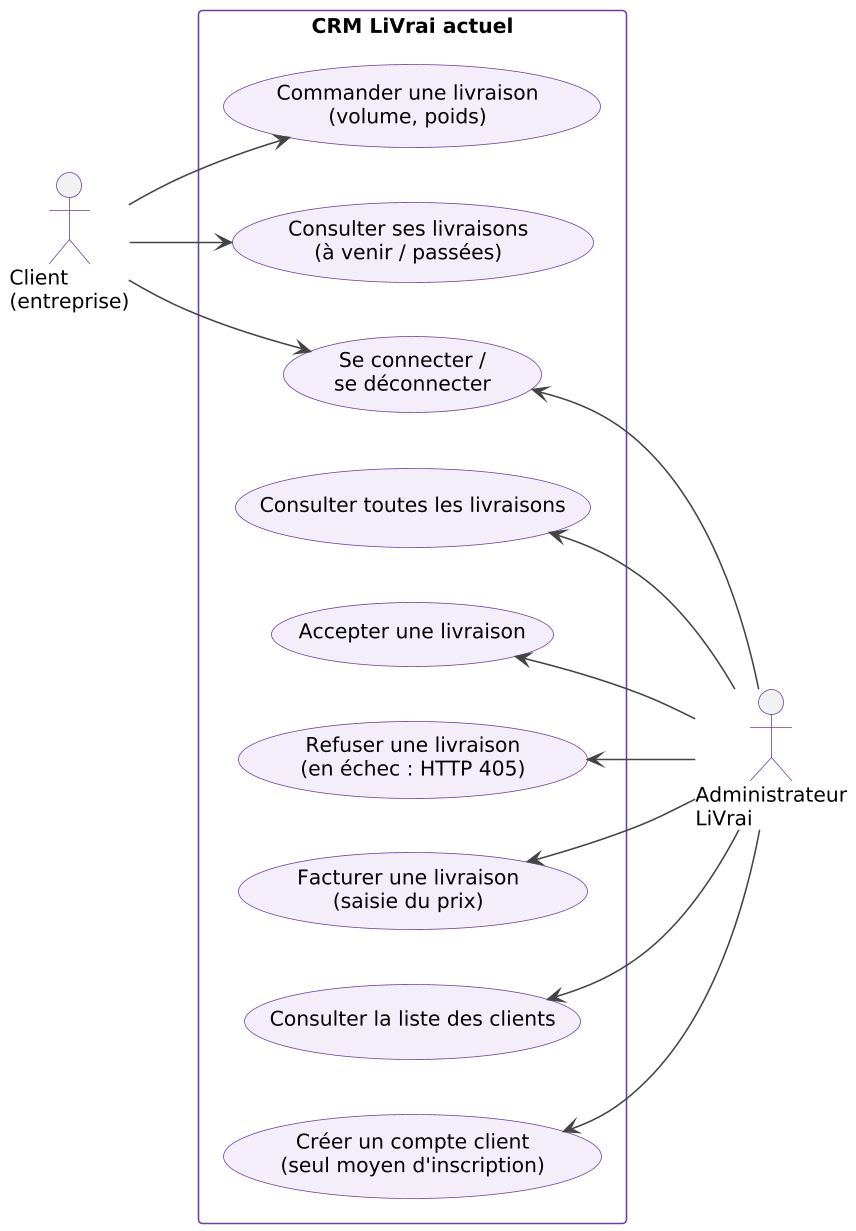 CRM LiVrai actuel
Commander une livraison
(volume, poids)
Client
(entreprise)
Consulter ses livraisons
(à venir / passées)
Se connecter /
se déconnecter
Consulter toutes les livraisons
Accepter une livraison
Refuser une livraison
(en échec : HTTP 405)
Administrateur
LiVrai
Facturer une livraison
(saisie du prix)
Consulter la liste des clients
Créer un compte client
(seul moyen d'inscription)